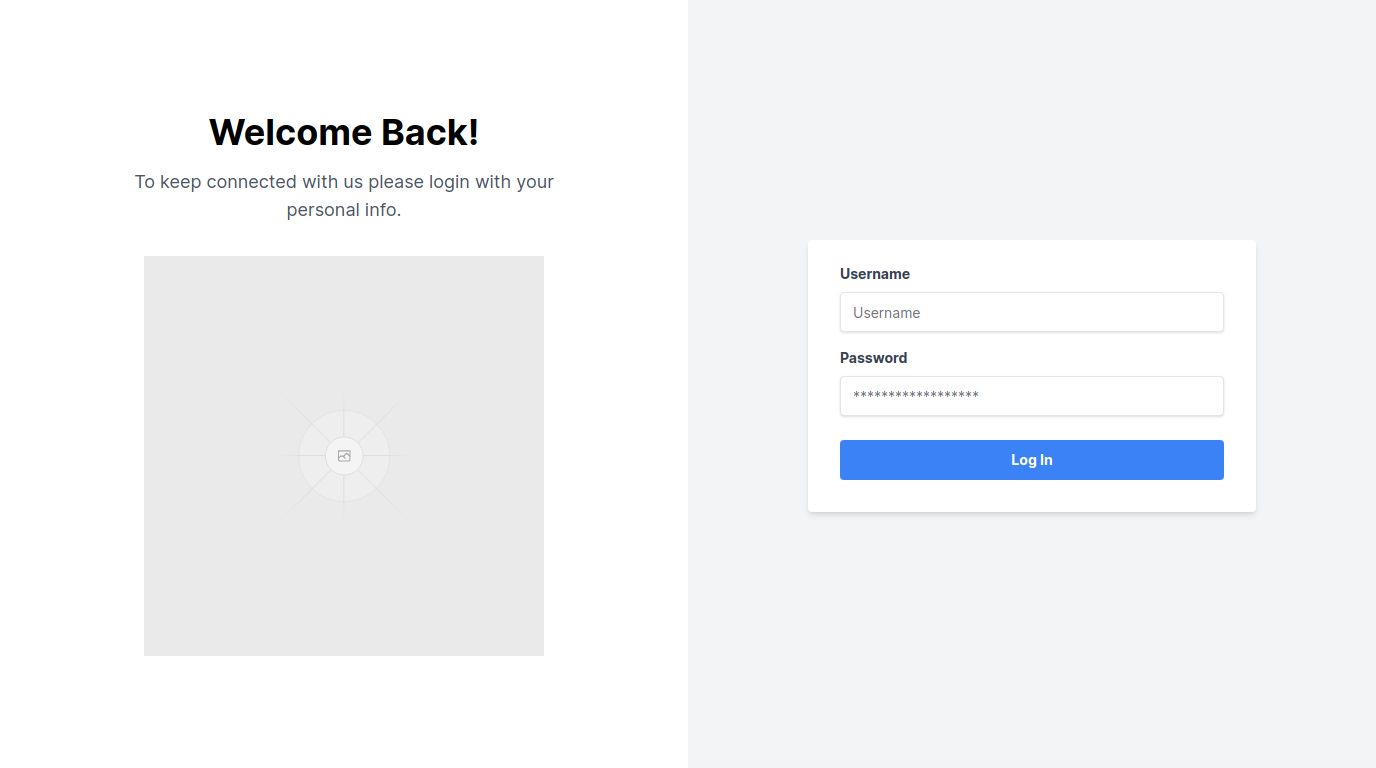 Welcome Back!
To keep connected with us please login with your
personal info.
Username
Username
Password
******************
Log In